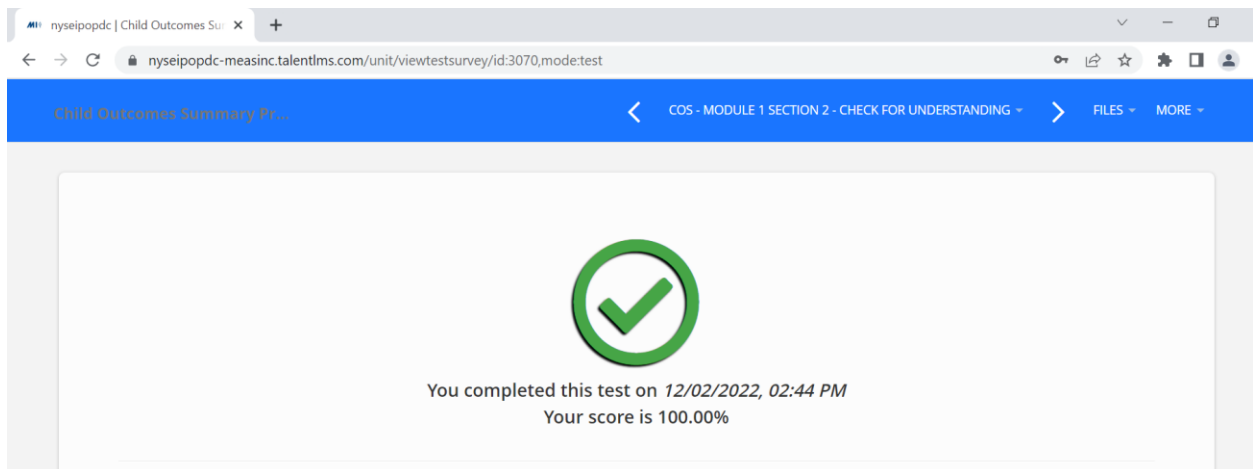 MI nyseipopdc | Child Outcomes Sur
nyseipopdc-measinc.talentlms.com/unit/viewtestsurvey/id:3070,mode:test
Child Outcomes Summary Pr... COS - MODULE 1 SECTION 2 - CHECK FOR UNDERSTANDING FILES MORE
You completed this test on 12/02/2022, 02:44 PM
Your score is 100.00%